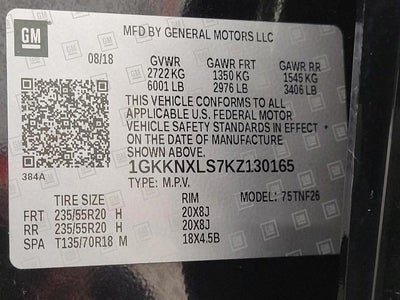 GM
MFD BY GENERAL MOTORS LLC
08/18 GVWR GAWR FRT GAWR RR
2722 KG 1350 KG 1545 KG
6001 LB 2976 LB 3406 LB
THIS VEHICLE CONFORMS TO ALL
APPLICABLE U.S. FEDERAL MOTOR
VEHICLE SAFETY STANDARDS IN EFFECT *
ON THE DATE OF MANUFACTURE
SHOWN ABOVE.
384A
1GKKNXLS7KZ130165
TYPE: M.P.V. MODEL: 75TNF26
TIRE SIZE RIM
FRT 235/55R20 H 20X8J
RR 235/55R20 H 20X8J
SPA T135/70R18 M 18X4.5B